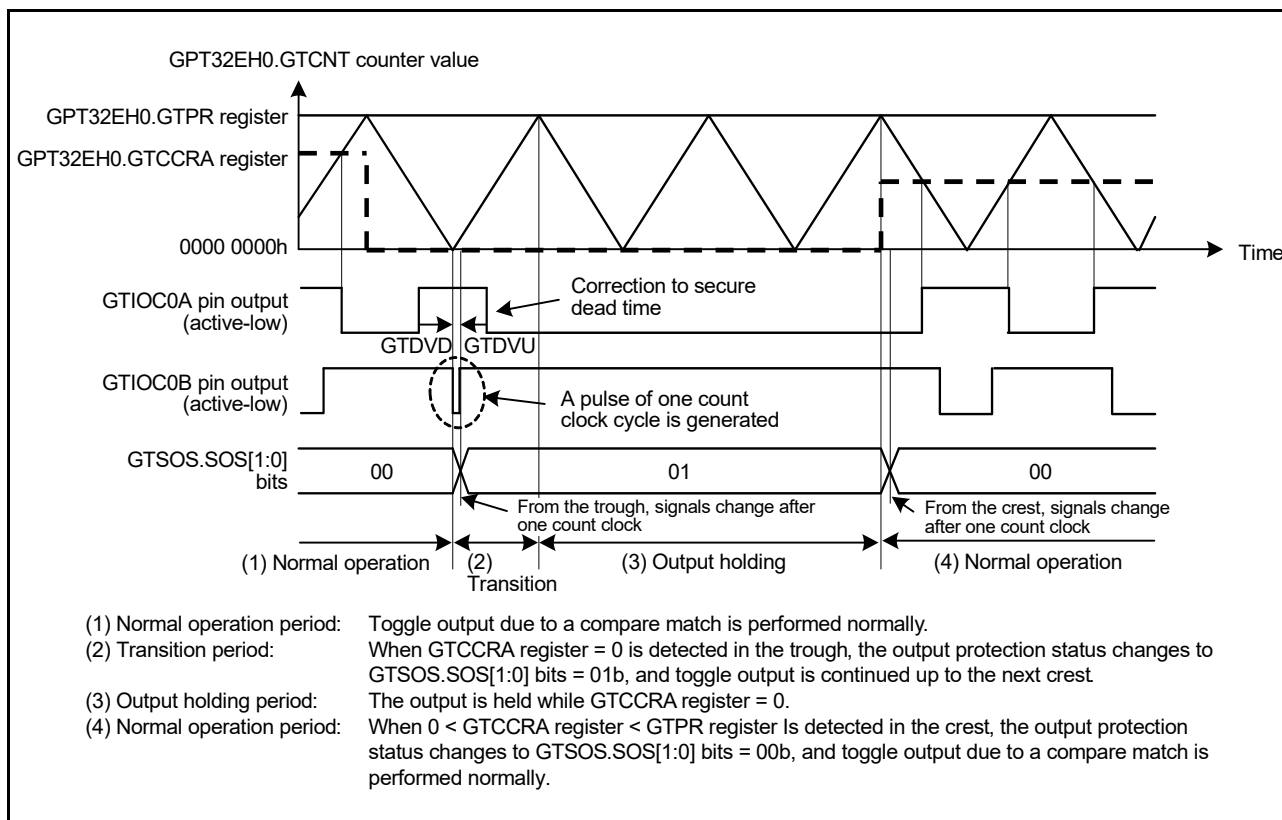 GPT32EH0.GTCNT counter value
GPT32EH0.GTPR register
GPT32EH0.GTCCRA register
0000 0000h
Time
GTIOC0A pin output
(active-low)
Correction to secure
dead time
GTDVD
GTDVU
GTIOC0B pin output
(active-low)
A pulse of one count
clock cycle is generated
GTSOS.SOS[1:0]
bits
00
01
00
From the trough, signals change after
one count clock
From the crest, signals change
after one count clock
(1) Normal operation
(2)
Transition
(3) Output holding
(4) Normal operation
(1) Normal operation period: Toggle output due to a compare match is performed normally.
(2) Transition period: When GTCCRA register = 0 is detected in the trough, the output protection status changes to
GTSOS.SOS[1:0] bits = 01b, and toggle output is continued up to the next crest.
(3) Output holding period: The output is held while GTCCRA register = 0.
(4) Normal operation period: When 0 < GTCCRA register < GTPR register Is detected in the crest, the output protection
status changes to GTSOS.SOS[1:0] bits = 00b, and toggle output due to a compare match is
performed normally.